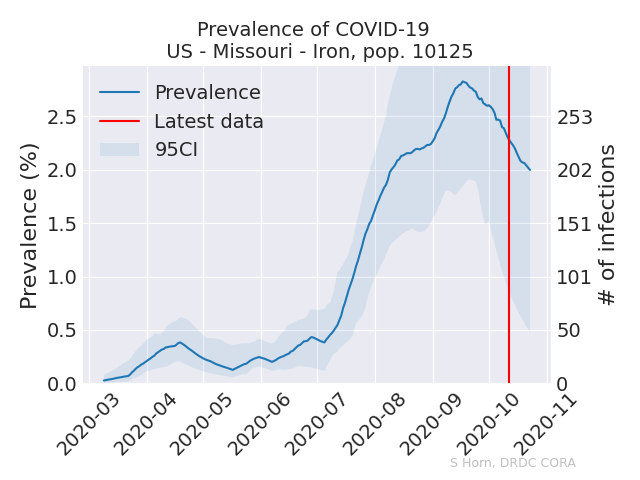 Prevalence of COVID-19
US - Missouri - Iron, pop. 10125
Prevalence
Latest data
95CI
Prevalence (%)
2.5
2.0
1.5
1.0
0.5
0.0
253
202
151
101
50
0
# of infections
2020-03
2020-04
2020-05
2020-06
2020-07
2020-08
2020-09
2020-10
2020-11
S Horn, DRDC CORA